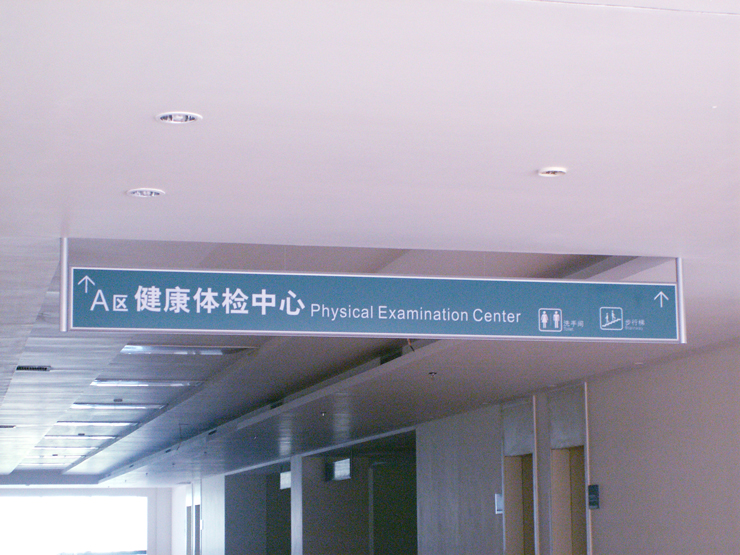 A区 健康体检中心 Physical Examination Center
洗手间
步行梯